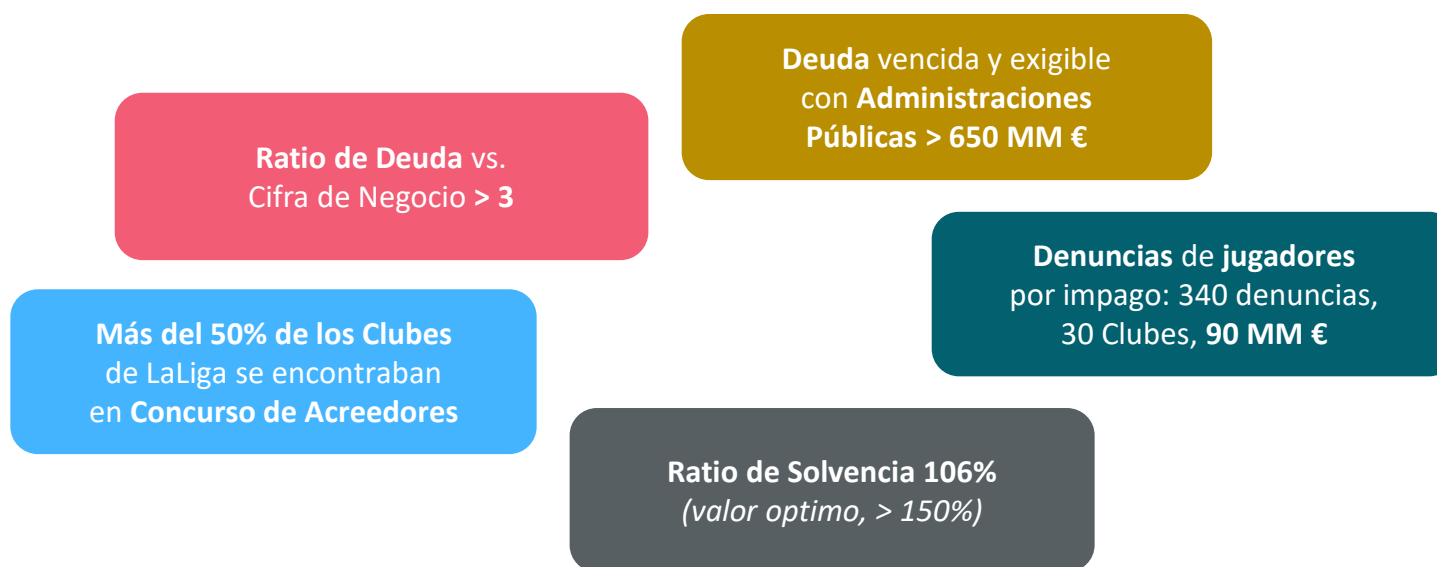 Deuda vencida y exigible
con Administraciones
Públicas > 650 MM €
Ratio de Deuda vs.
Cifra de Negocio > 3
Denuncias de jugadores
por impago: 340 denuncias,
30 Clubes, 90 MM €
Más del 50% de los Clubes
de LaLiga se encontraban
en Concurso de Acreedores
Ratio de Solvencia 106%
(valor optimo, > 150%)